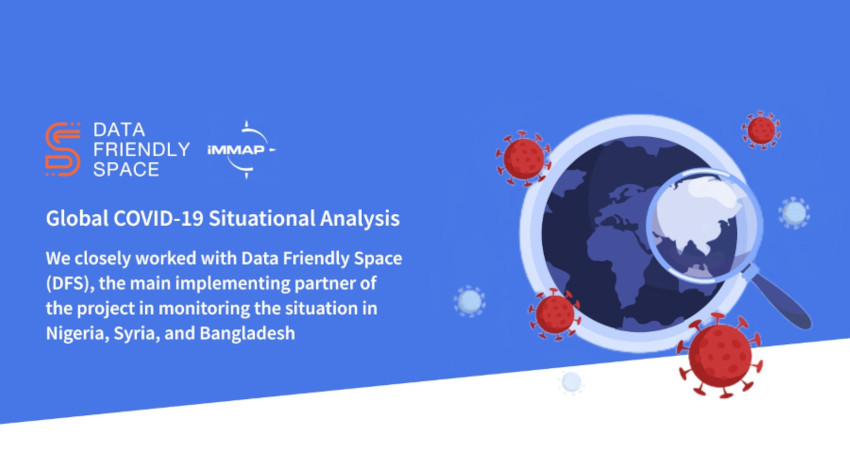 DATA
FRIENDLY
SPACE
iMMAP
Global COVID-19 Situational Analysis
We closely worked with Data Friendly Space
(DFS), the main implementing partner of
the project in monitoring the situation in
Nigeria, Syria, and Bangladesh